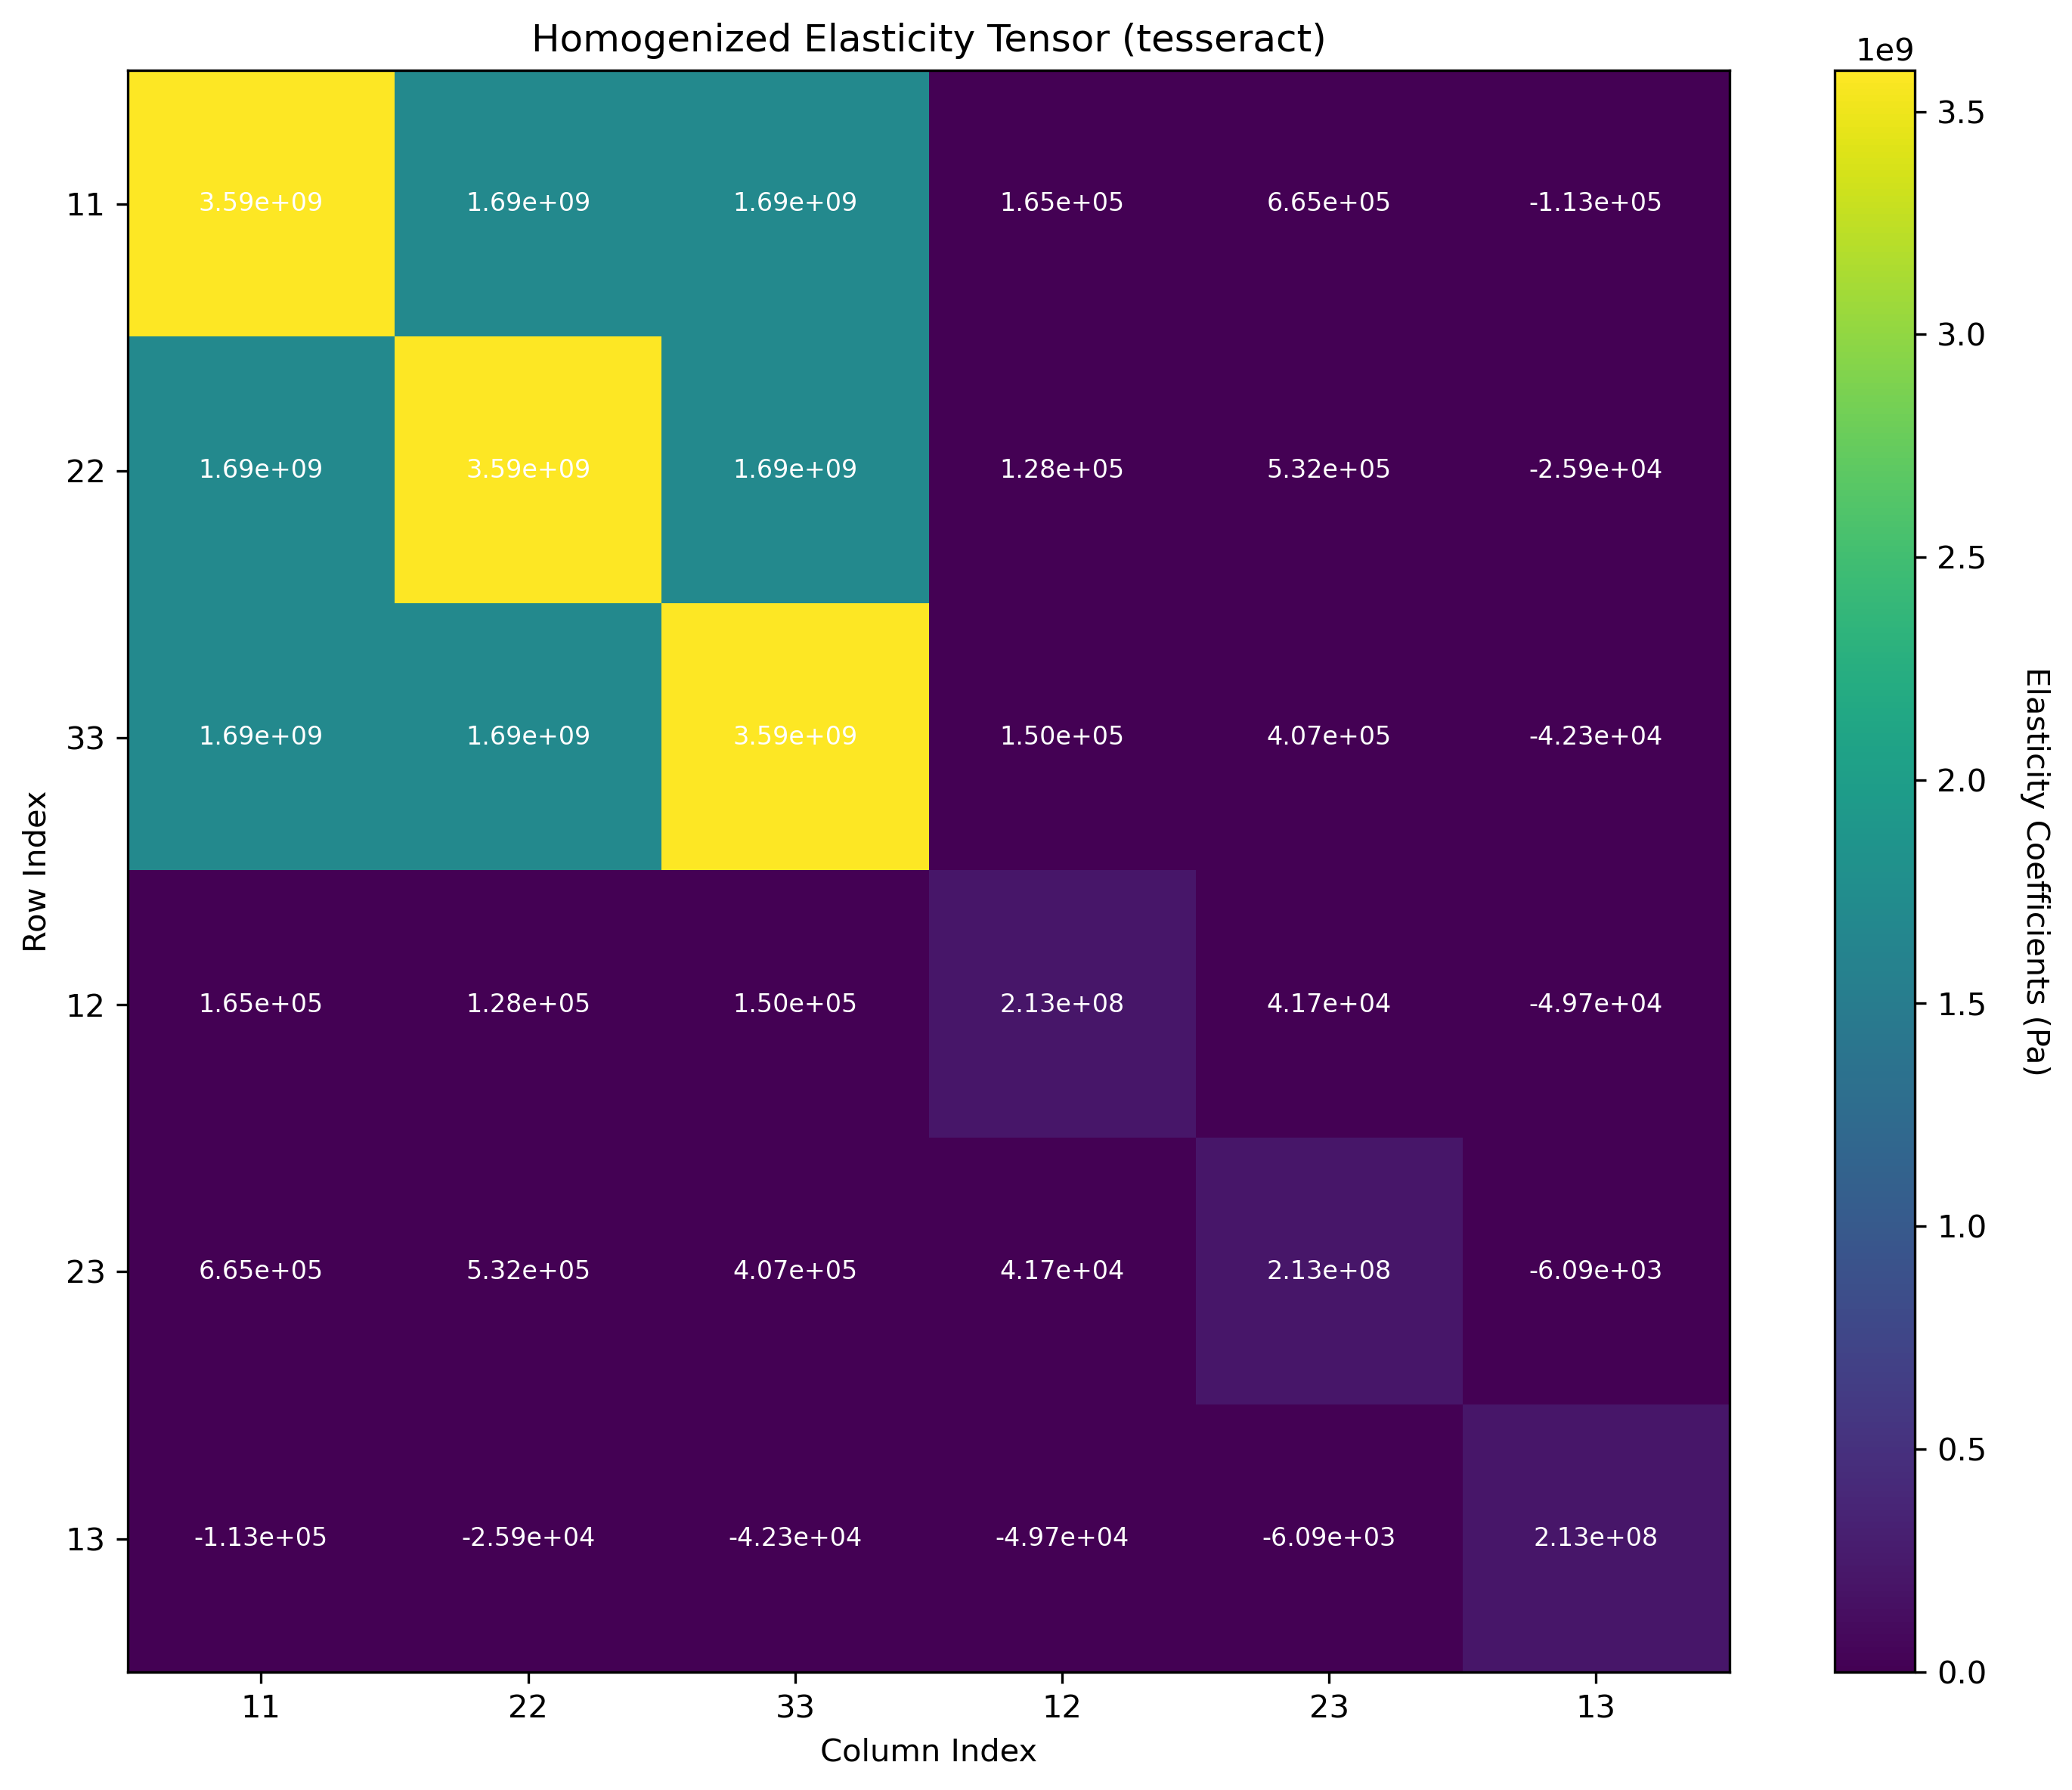 Homogenized Elasticity Tensor (tesseract)
1e9
11 3.59e+09 1.69e+09 1.69e+09 1.65e+05 6.65e+05 -1.13e+05
22 1.69e+09 3.59e+09 1.69e+09 1.28e+05 5.32e+05 -2.59e+04
33 1.69e+09 1.69e+09 3.59e+09 1.50e+05 4.07e+05 -4.23e+04
12 1.65e+05 1.28e+05 1.50e+05 2.13e+08 4.17e+04 -4.97e+04
23 6.65e+05 5.32e+05 4.07e+05 4.17e+04 2.13e+08 -6.09e+03
13 -1.13e+05 -2.59e+04 -4.23e+04 -4.97e+04 -6.09e+03 2.13e+08
11 22 33 12 23 13
Column Index
Row Index
3.5
3.0
2.5
2.0
1.5
1.0
0.5
0.0
Elasticity Coefficients (Pa)